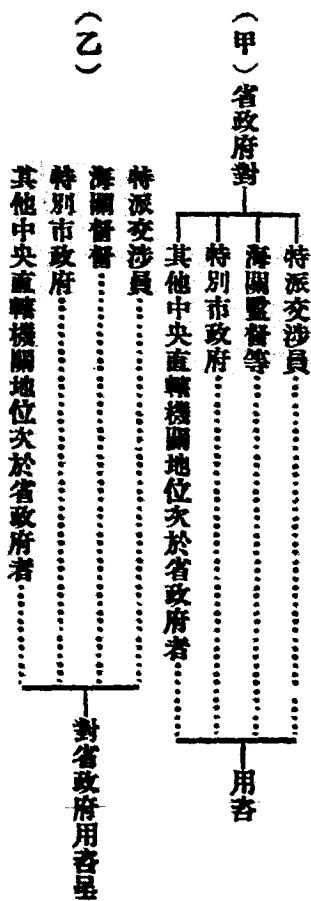 (甲)省政府對
特派交涉員
海關監督等
特別市政府
其他中央直轄機關地位次於省政府者
用咨
(乙)
特派交涉員
海關督督
特別市政府
其他中央直轄機關地位次於省政府者
對省政府用咨呈